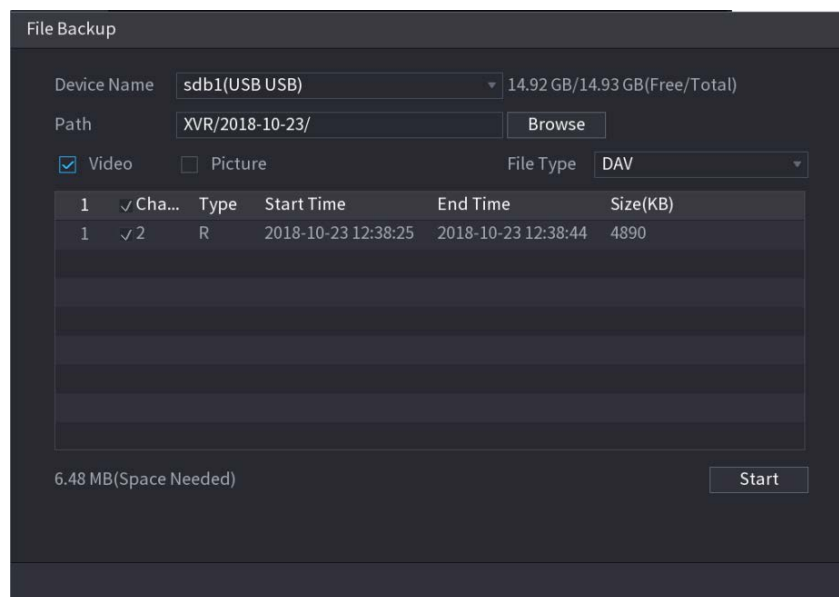 File Backup
Device Name sdb1(USB USB) 14.92 GB/14.93 GB(Free/Total)
Path XVR/2018-10-23/ Browse
Video Picture File Type DAV
1 Cha... Type Start Time End Time Size(KB)
1 2 R 2018-10-23 12:38:25 2018-10-23 12:38:44 4890
6.48 MB(Space Needed) Start